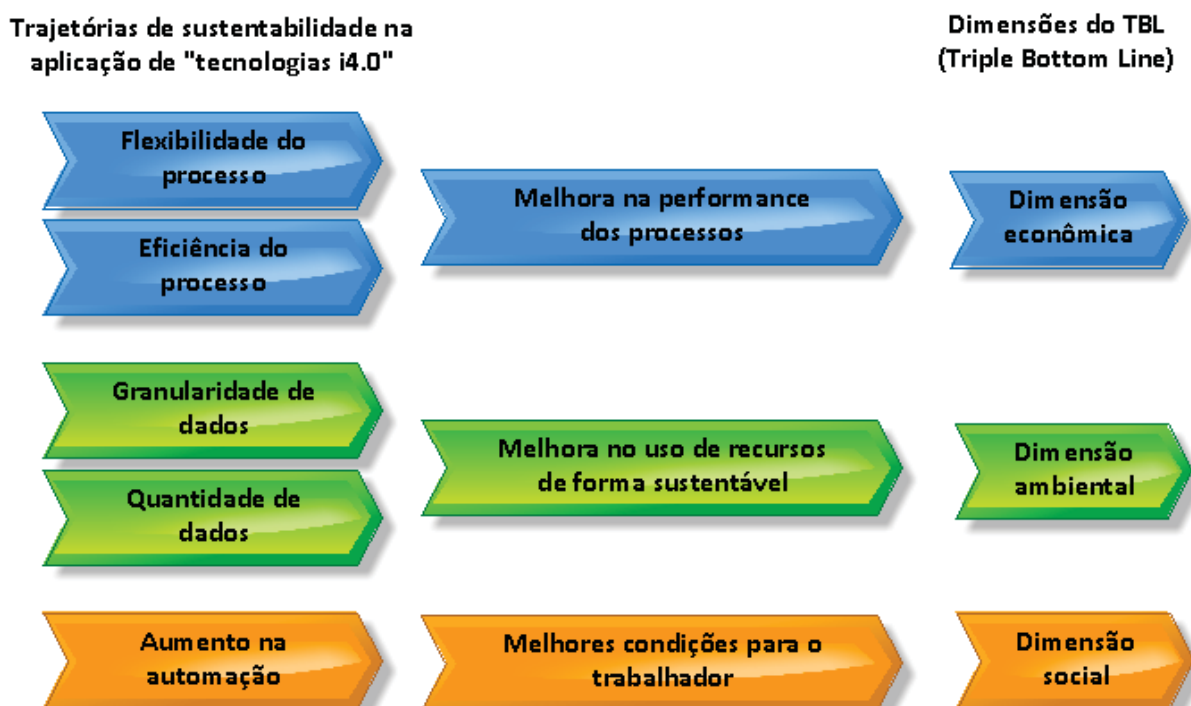 Trajetórias de sustentabilidade na
aplicação de "tecnologias i4.0"
Dimensões do TBL
(Triple Bottom Line)
Flexibilidade do
processo
Eficiência do
processo
Melhora na performance
dos processos
Dimensão
econômica
Granularidade de
dados
Quantidade de
dados
Melhora no uso de recursos
de forma sustentável
Dimensão
ambiental
Aumento na
automação
Melhores condições para o
trabalhador
Dimensão
social